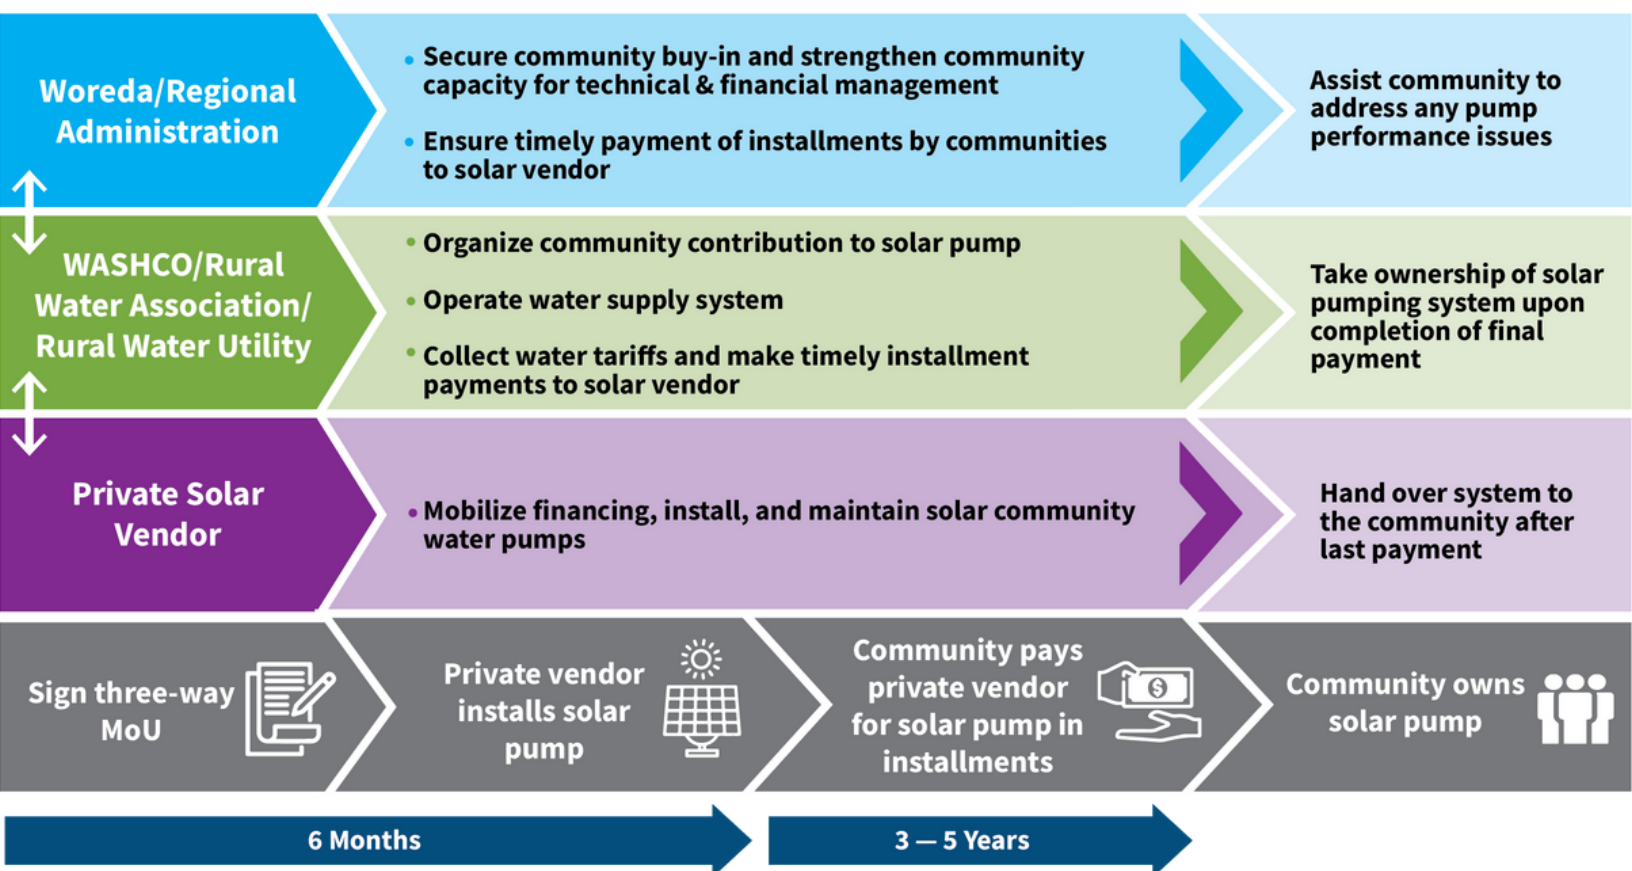 Woreda/Regional
Administration
• Secure community buy-in and strengthen community
capacity for technical & financial management
• Ensure timely payment of installments by communities
to solar vendor
Assist community to
address any pump
performance issues
WASHCO/Rural
Water Association/
Rural Water Utility
• Organize community contribution to solar pump
• Operate water supply system
• Collect water tariffs and make timely installment
payments to solar vendor
Take ownership of solar
pumping system upon
completion of final
payment
Private Solar
Vendor
• Mobilize financing, install, and maintain solar community
water pumps
Hand over system to
the community after
last payment
Sign three-way
MoU
Private vendor
installs solar
pump
Community pays
private vendor
for solar pump in
installments
$
Community owns
solar pump
6 Months
3 — 5 Years